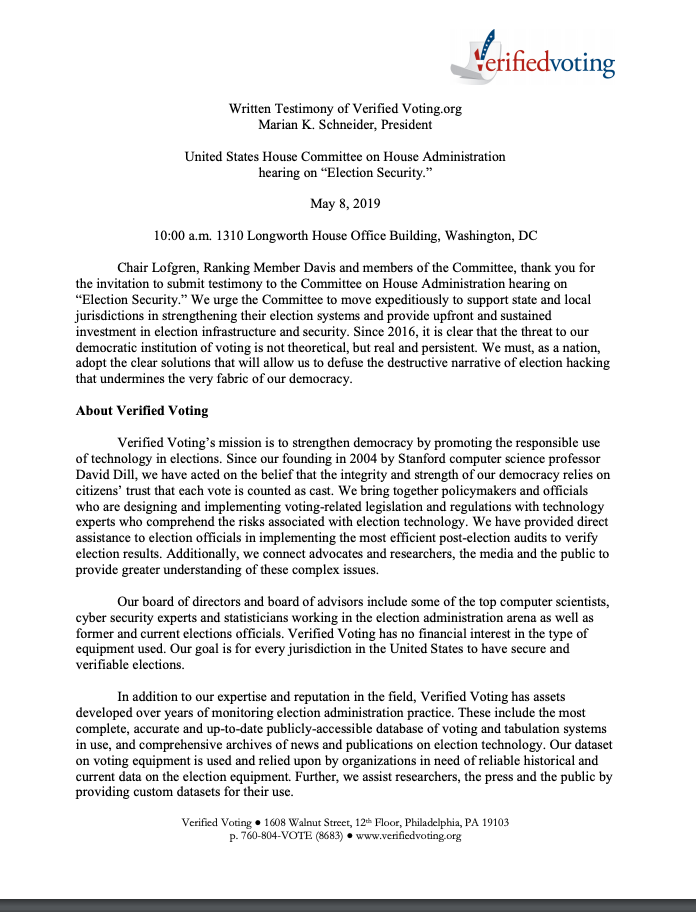 Verifiedvoting
Written Testimony of Verified Voting.org
Marian K. Schneider, President
United States House Committee on House Administration
hearing on “Election Security.”
May 8, 2019
10:00 a.m. 1310 Longworth House Office Building, Washington, DC
Chair Lofgren, Ranking Member Davis and members of the Committee, thank you for
the invitation to submit testimony to the Committee on House Administration hearing on
“Election Security.” We urge the Committee to move expeditiously to support state and local
jurisdictions in strengthening their election systems and provide upfront and sustained
investment in election infrastructure and security. Since 2016, it is clear that the threat to our
democratic institution of voting is not theoretical, but real and persistent. We must, as a nation,
adopt the clear solutions that will allow us to defuse the destructive narrative of election hacking
that undermines the very fabric of our democracy.
About Verified Voting
Verified Voting’s mission is to strengthen democracy by promoting the responsible use
of technology in elections. Since our founding in 2004 by Stanford computer science professor
David Dill, we have acted on the belief that the integrity and strength of our democracy relies on
citizens’ trust that each vote is counted as cast. We bring together policymakers and officials
who are designing and implementing voting-related legislation and regulations with technology
experts who comprehend the risks associated with election technology. We have provided direct
assistance to election officials in implementing the most efficient post-election audits to verify
election results. Additionally, we connect advocates and researchers, the media and the public to
provide greater understanding of these complex issues.
Our board of directors and board of advisors include some of the top computer scientists,
cyber security experts and statisticians working in the election administration arena as well as
former and current elections officials. Verified Voting has no financial interest in the type of
equipment used. Our goal is for every jurisdiction in the United States to have secure and
verifiable elections.
In addition to our expertise and reputation in the field, Verified Voting has assets
developed over years of monitoring election administration practice. These include the most
complete, accurate and up-to-date publicly-accessible database of voting and tabulation systems
in use, and comprehensive archives of news and publications on election technology. Our dataset
on voting equipment is used and relied upon by organizations in need of reliable historical and
current data on the election equipment. Further, we assist researchers, the press and the public by
providing custom datasets for their use.
Verified Voting ● 1608 Walnut Street, 12th Floor, Philadelphia, PA 19103
p. 760-804-VOTE (8683) ● www.verifiedvoting.org